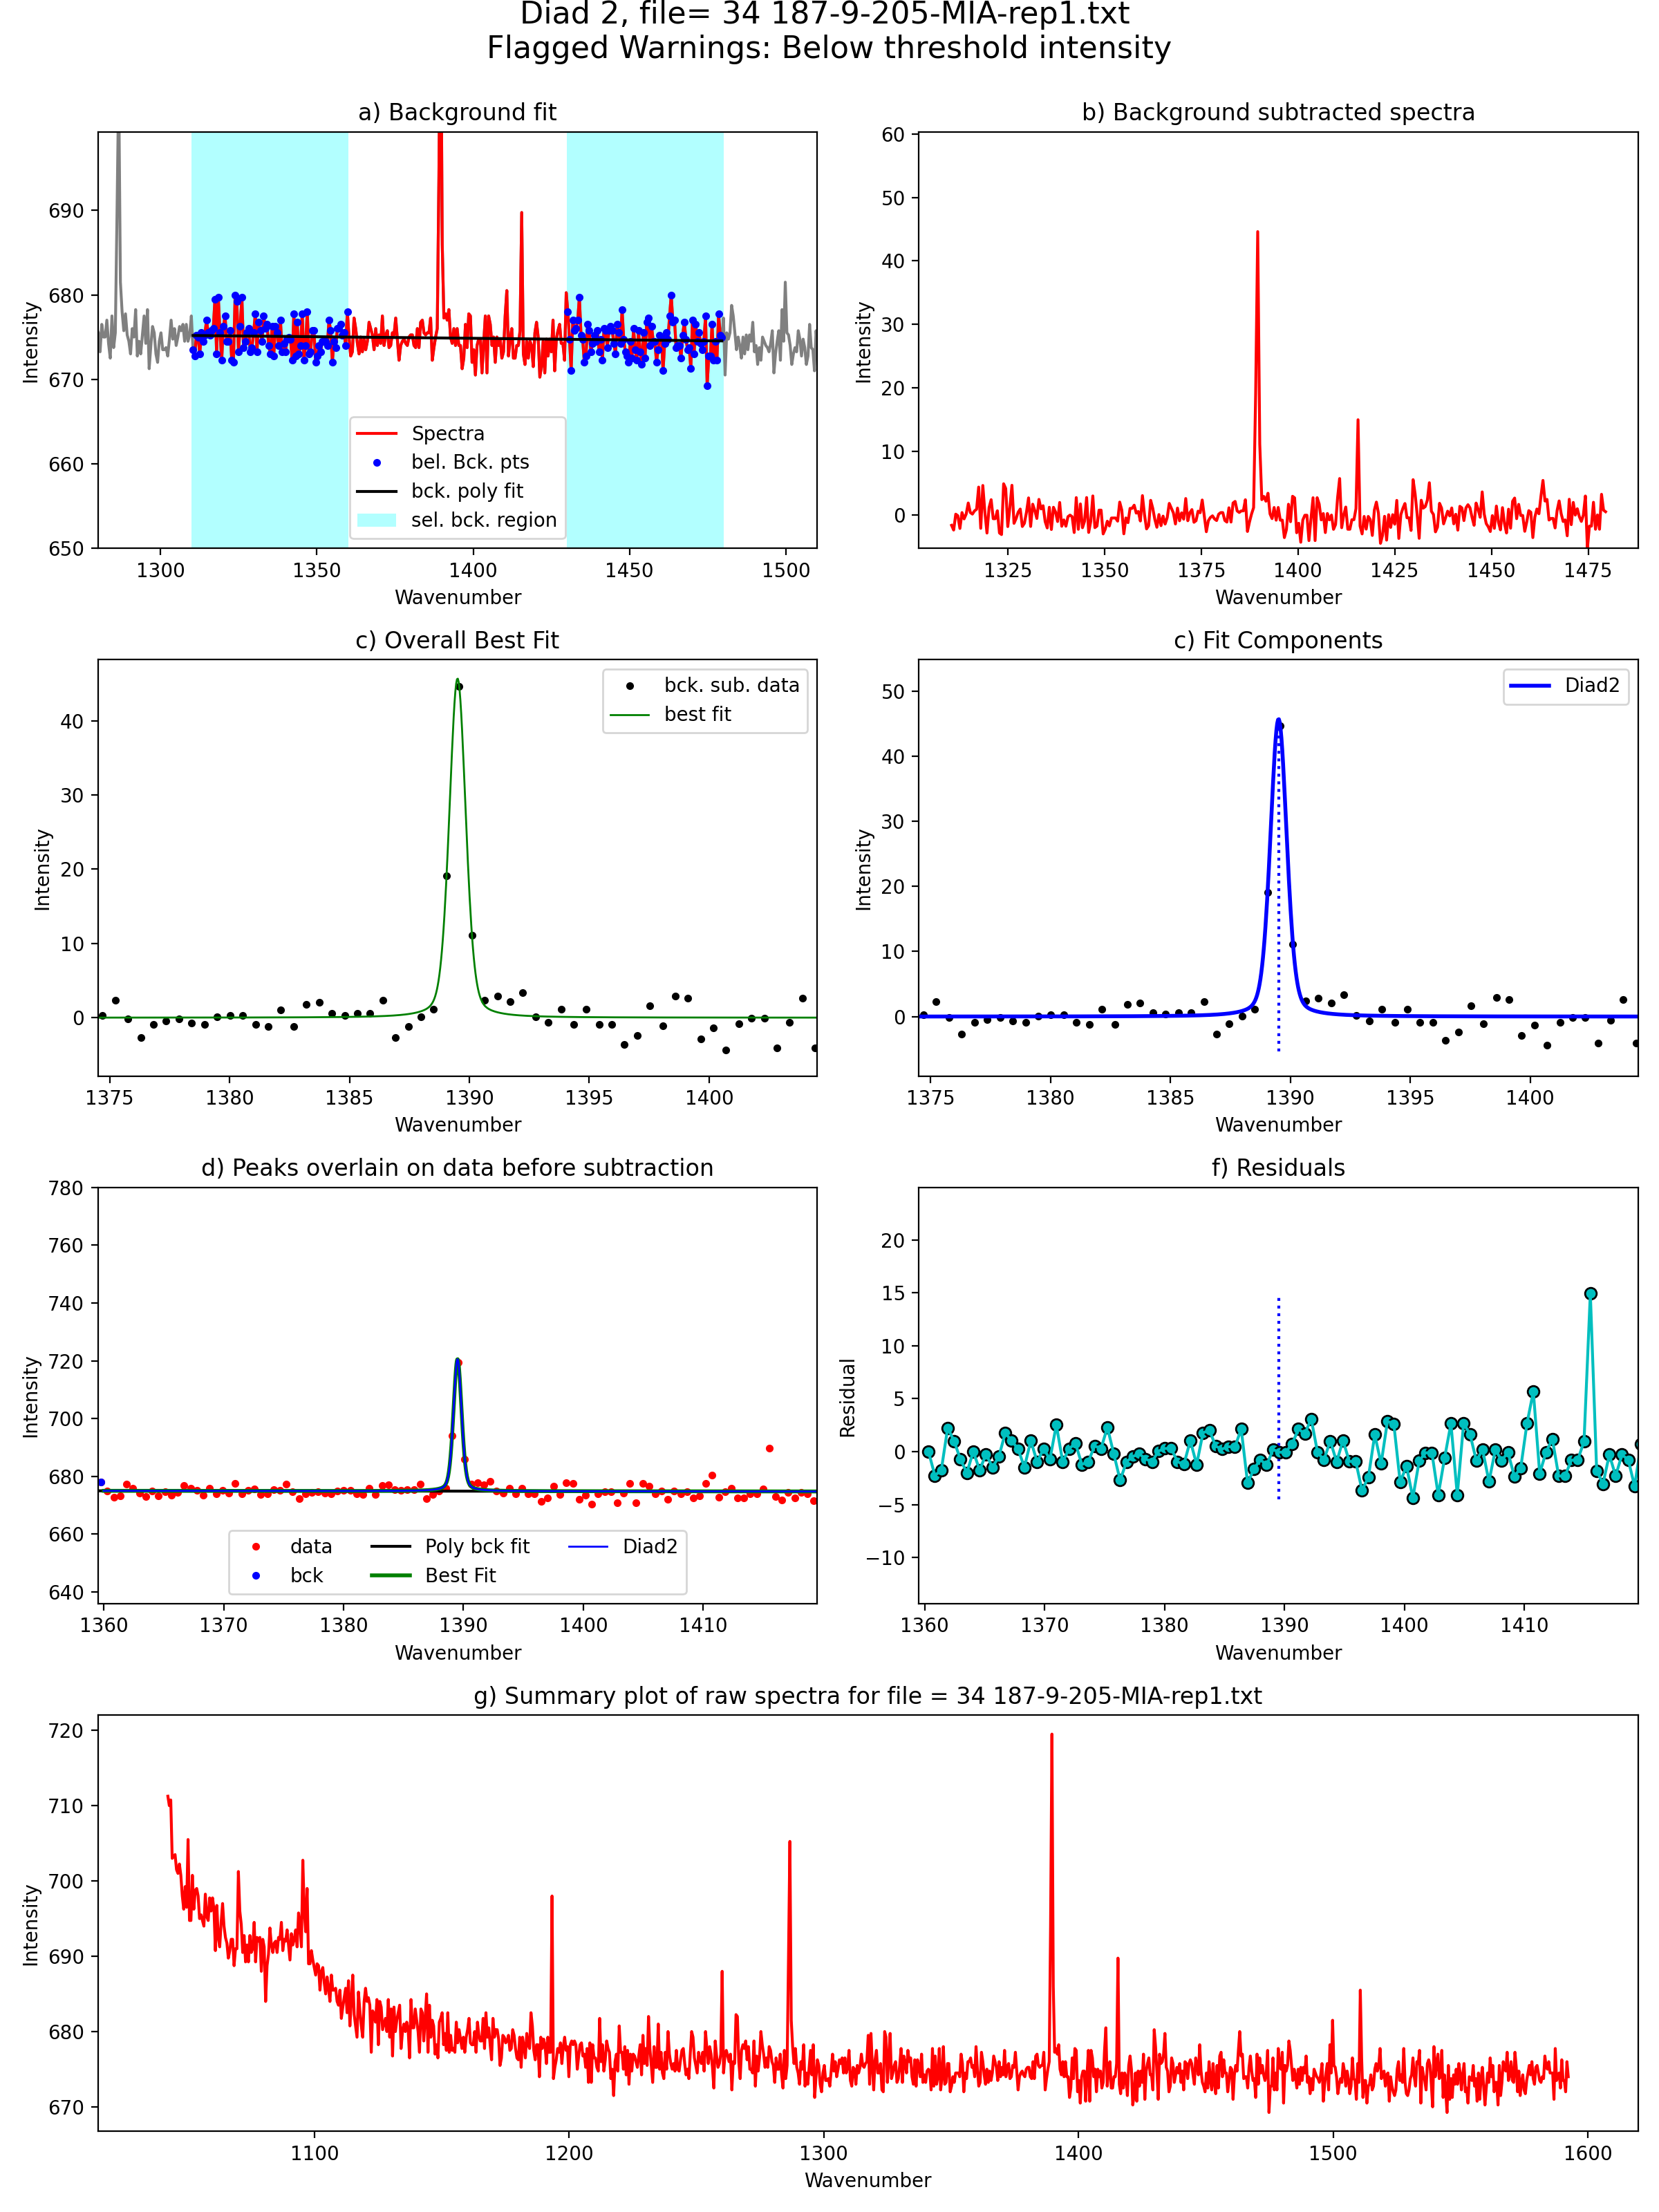 Diad 2, file= 34 187-9-205-MIA-rep1.txt
Flagged Warnings: Below threshold intensity
a) Background fit
690
680
670
660
650
Intensity
Spectra
bel. Bck. pts
bck. poly fit
sel. bck. region
1300 1350 1400 1450 1500
Wavenumber
b) Background subtracted spectra
60
50
40
30
20
10
0
Intensity
1325 1350 1375 1400 1425 1450 1475
Wavenumber
c) Overall Best Fit
40
30
20
10
0
Intensity
bck. sub. data
best fit
1375 1380 1385 1390 1395 1400
Wavenumber
c) Fit Components
50
40
30
20
10
0
Intensity
Diad2
1375 1380 1385 1390 1395 1400
Wavenumber
d) Peaks overlain on data before subtraction
780
760
740
720
700
680
660
640
Intensity
data Poly bck fit Diad2
bck Best Fit
1360 1370 1380 1390 1400 1410
Wavenumber
f) Residuals
20
15
10
5
0
−5
−10
Residual
1360 1370 1380 1390 1400 1410
Wavenumber
g) Summary plot of raw spectra for file = 34 187-9-205-MIA-rep1.txt
720
710
700
690
680
670
Intensity
1100 1200 1300 1400 1500 1600
Wavenumber